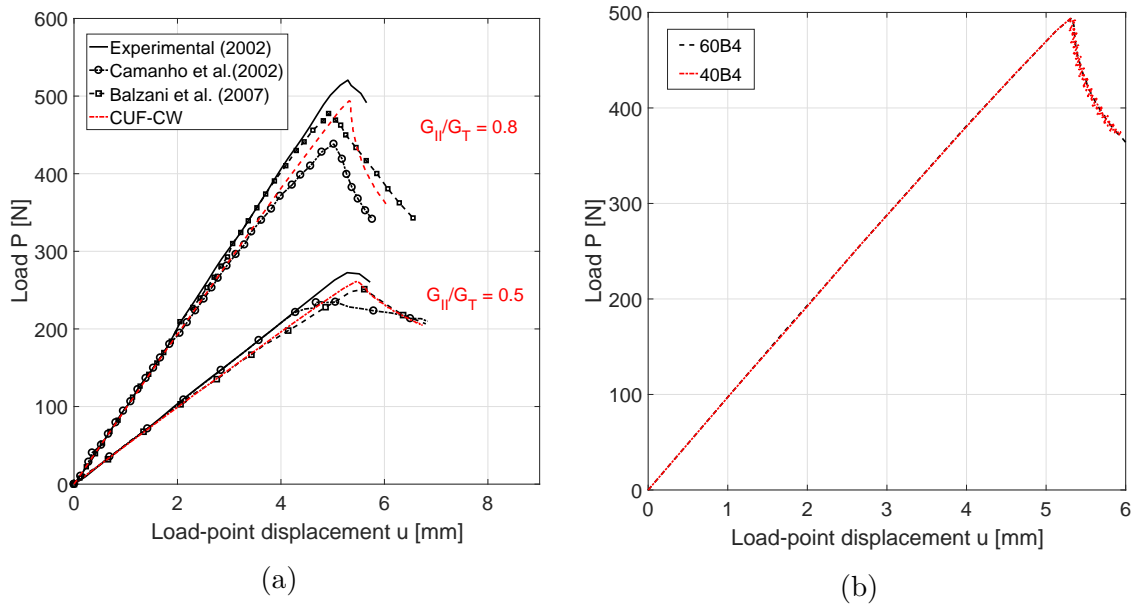 600
500
400
300
200
100
0
0 2 4 6 8
Load P [N]
Load-point displacement u [mm]
Experimental (2002)
Camanho et al.(2002)
Balzani et al. (2007)
CUF-CW
G_II/G_T = 0.8
G_II/G_T = 0.5
(a)
500
400
300
200
100
0
0 1 2 3 4 5 6
Load P [N]
Load-point displacement u [mm]
60B4
40B4
(b)